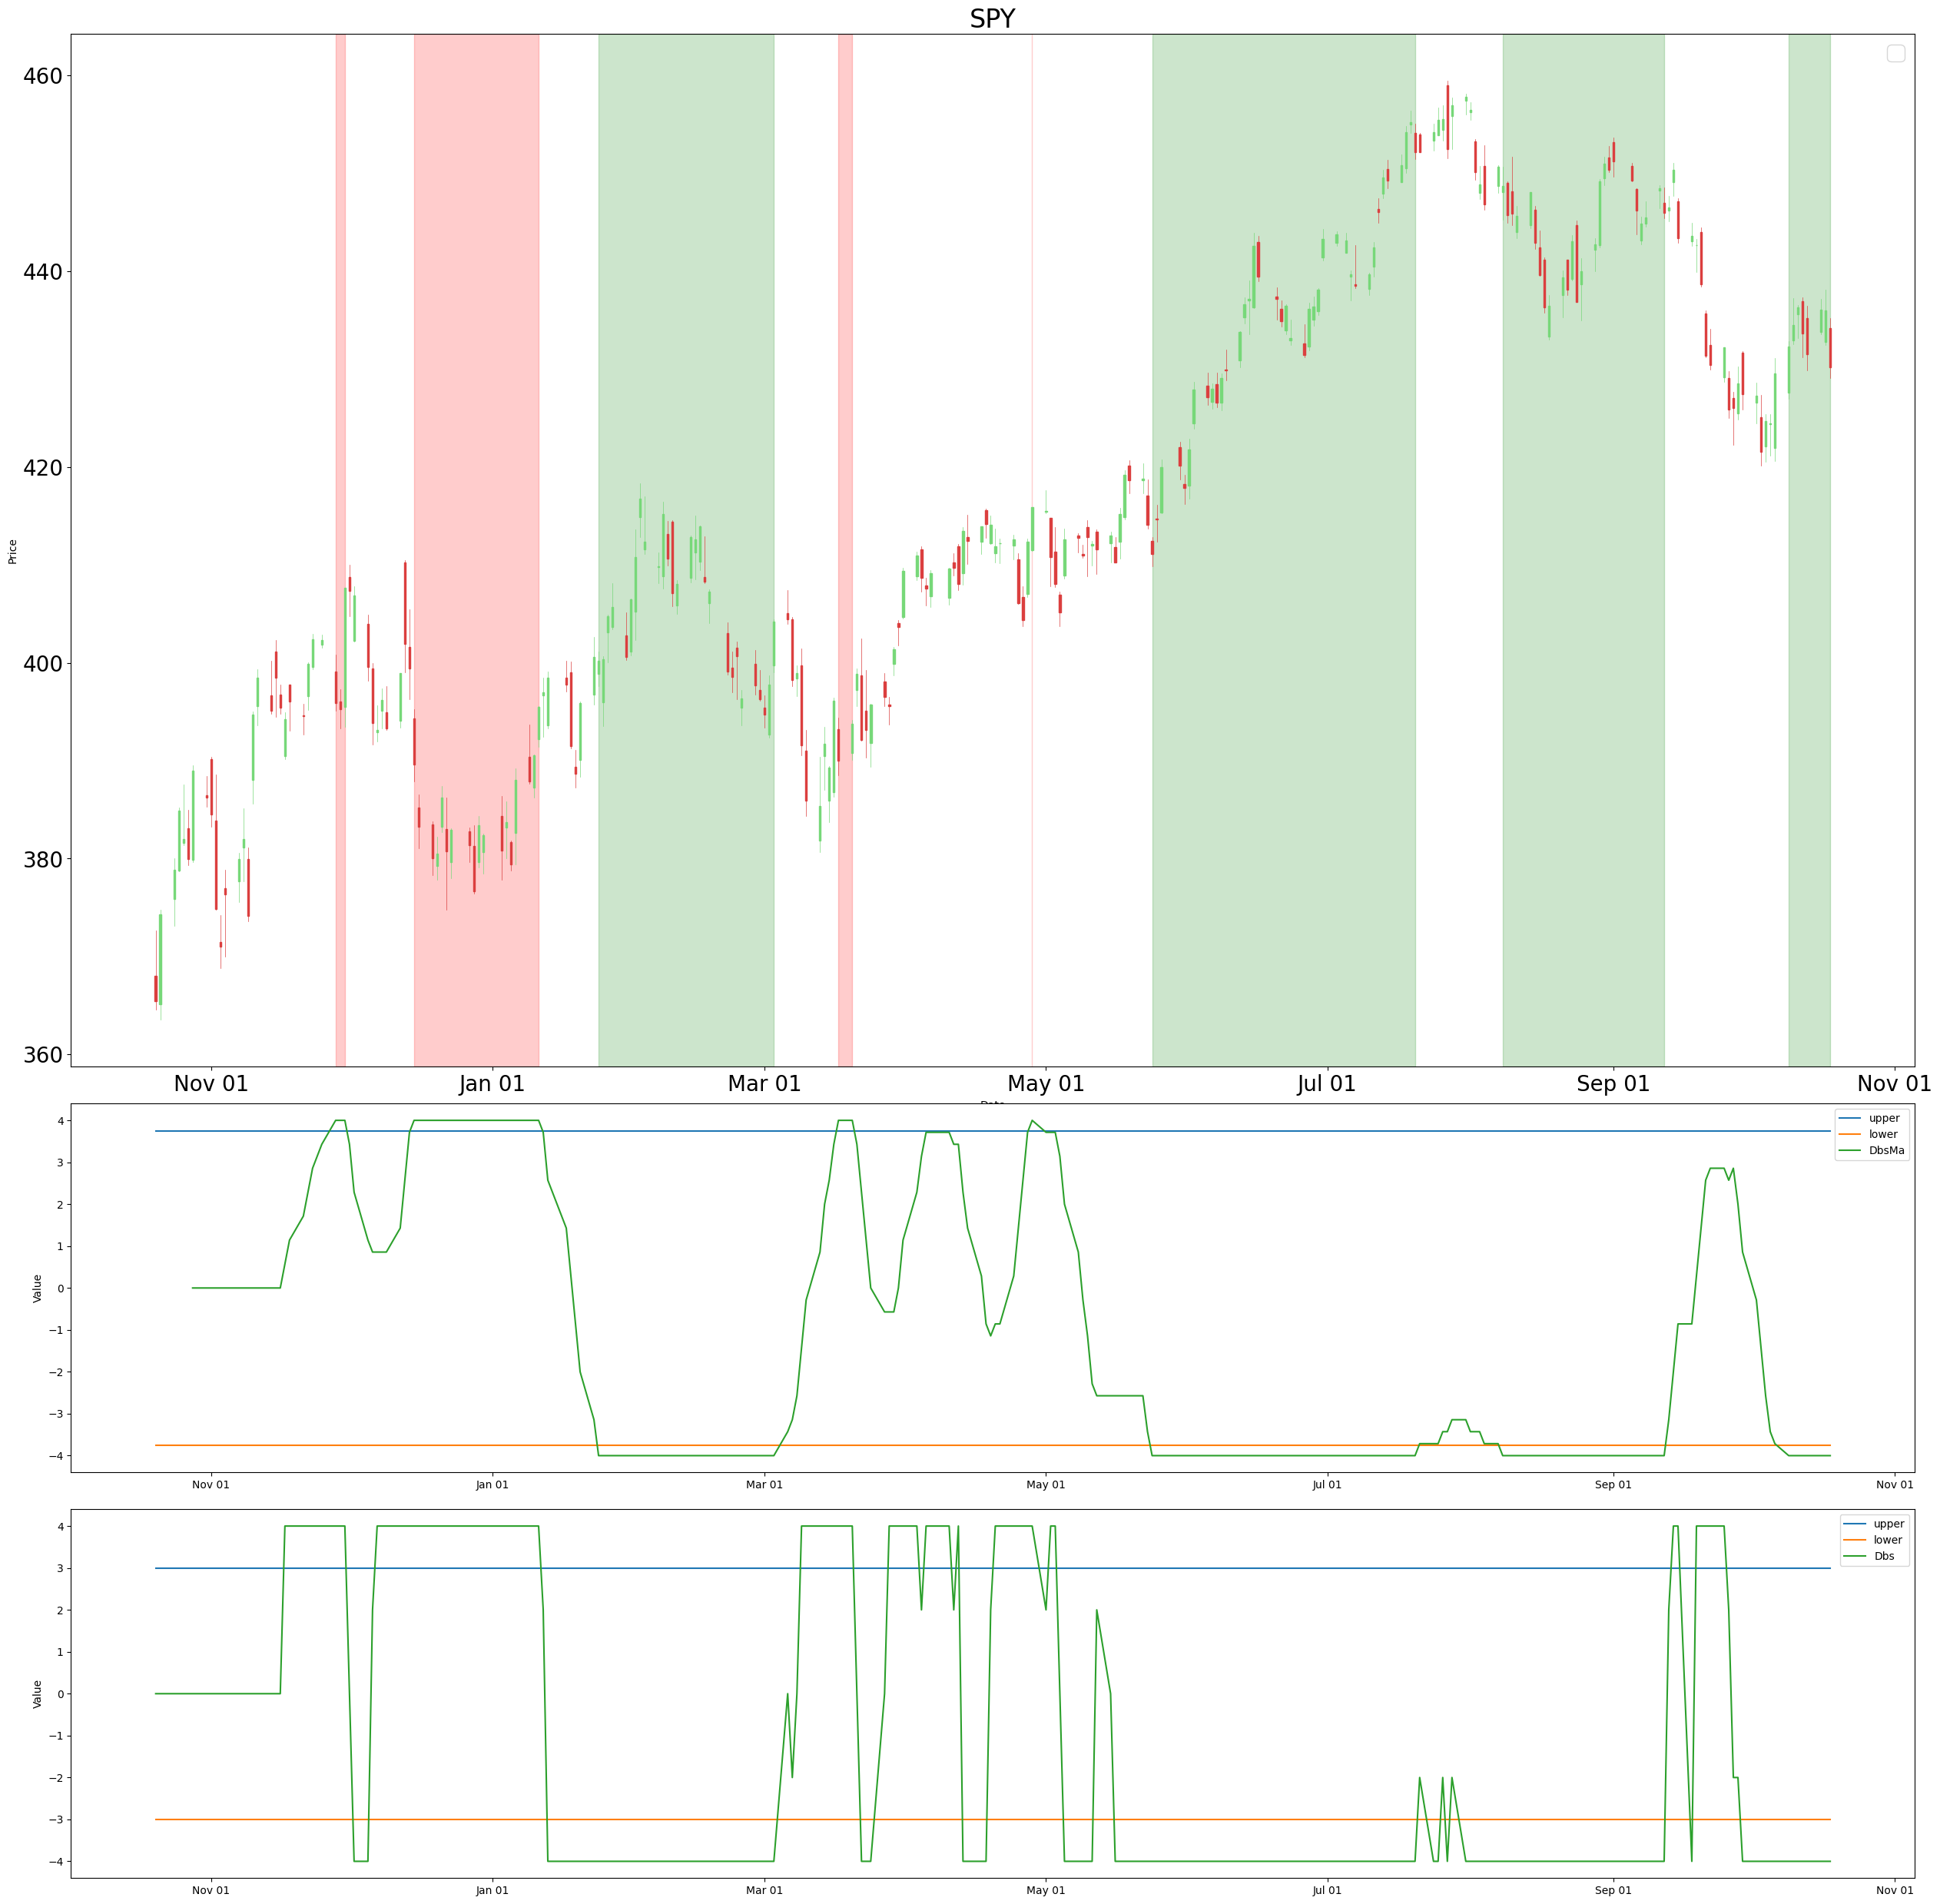 SPY
460
440
420
400
380
360
Price
Nov 01 Jan 01 Mar 01 May 01 Jul 01 Sep 01 Nov 01
Date
4
3
2
1
0
−1
−2
−3
−4
Value
upper
lower
DbsMa
Nov 01 Jan 01 Mar 01 May 01 Jul 01 Sep 01 Nov 01
4
3
2
1
0
−1
−2
−3
−4
Value
upper
lower
Dbs
Nov 01 Jan 01 Mar 01 May 01 Jul 01 Sep 01 Nov 01